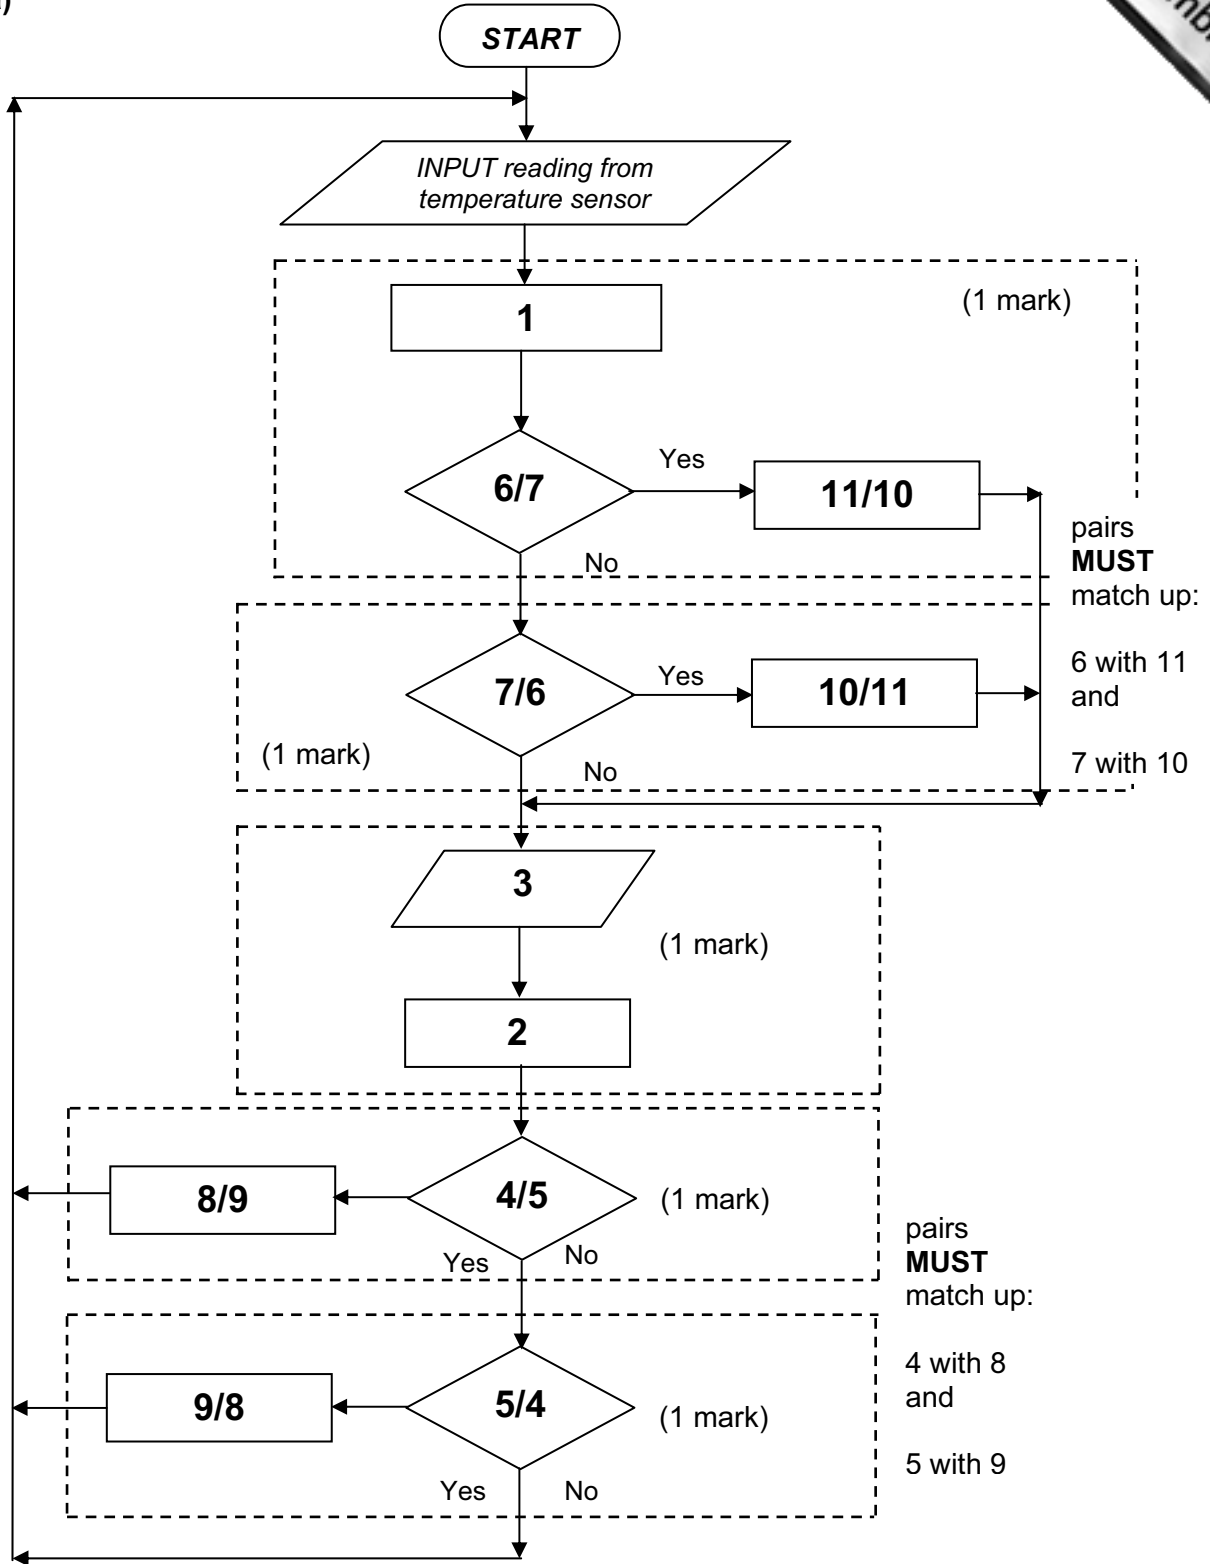 START
INPUT reading from
temperature sensor
1
(1 mark)
6/7
Yes
11/10
No
pairs
MUST
match up:
6 with 11
and
7 with 10
7/6
Yes
10/11
(1 mark)
No
3
(1 mark)
2
8/9
4/5
(1 mark)
Yes
No
pairs
MUST
match up:
4 with 8
and
5 with 9
9/8
5/4
(1 mark)
Yes
No